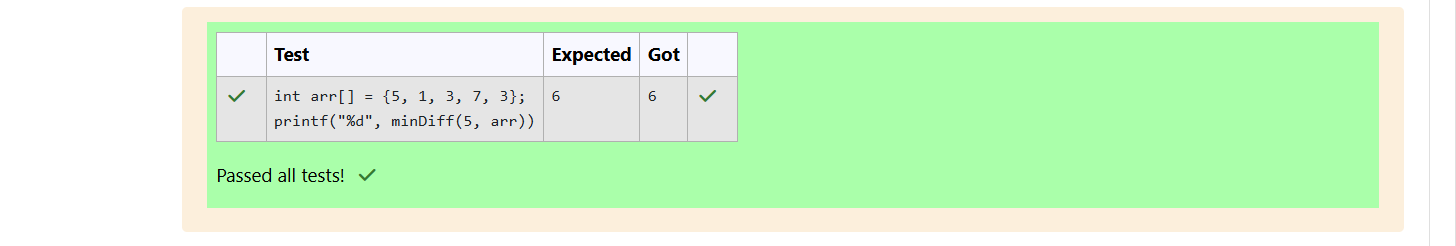 Test Expected Got
int arr[] = {5, 1, 3, 7, 3}; 6 6
printf("%d", minDiff(5, arr))
Passed all tests!